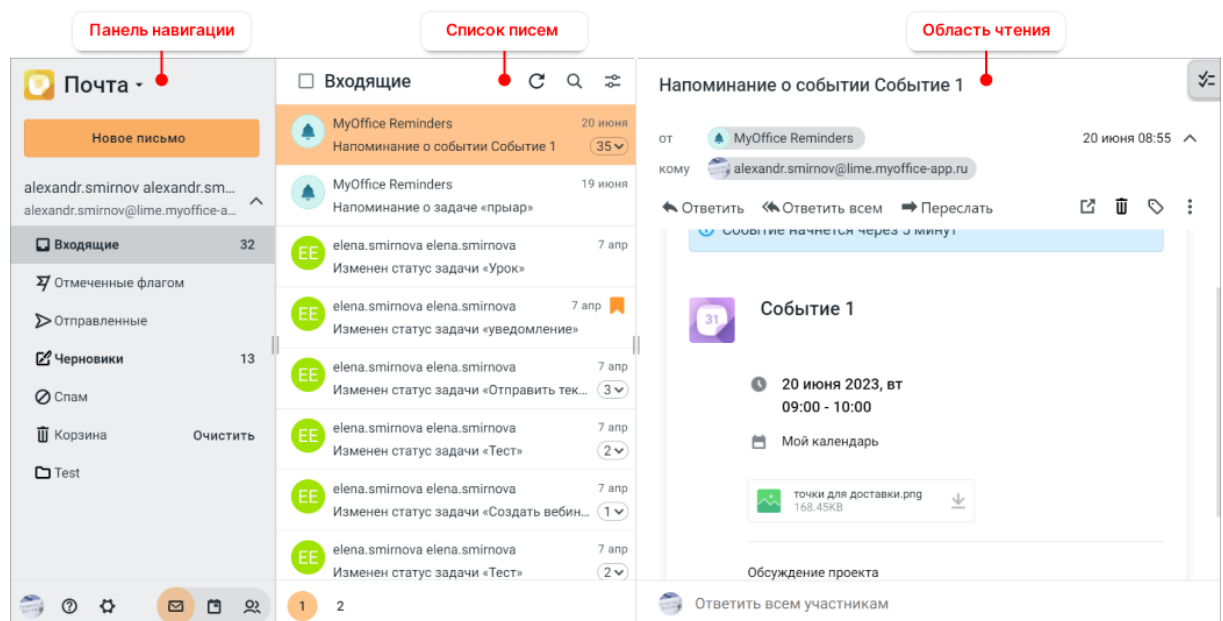 Панель навигации
Список писем
Область чтения
Почта
Новое письмо
alexandr.smirnov alexandr.sm...
alexandr.smirnov@lime.myoffice-a...
Входящие 32
Отмеченные флагом
Отправленные
Черновики 13
Спам
Корзина Очистить
Test
Входящие
MyOffice Reminders 20 июня
Напоминание о событии Событие 1 35
MyOffice Reminders 19 июня
Напоминание о задаче «прыар»
EE elena.smirnova elena.smirnova 7 апр
Изменен статус задачи «Урок»
EE elena.smirnova elena.smirnova 7 апр
Изменен статус задачи «уведомление»
EE elena.smirnova elena.smirnova 7 апр
Изменен статус задачи «Отправить тек... 3
EE elena.smirnova elena.smirnova 7 апр
Изменен статус задачи «Тест» 2
EE elena.smirnova elena.smirnova 7 апр
Изменен статус задачи «Создать вебин... 1
EE elena.smirnova elena.smirnova 7 апр
Изменен статус задачи «Тест» 2
1 2
Напоминание о событии Событие 1
от MyOffice Reminders 20 июня 08:55
кому alexandr.smirnov@lime.myoffice-app.ru
Ответить Ответить всем Переслать
Событие начнется через 5 минут
31 Событие 1
20 июня 2023, вт
09:00 - 10:00
Мой календарь
точки для доставки.png
168.45KB
Обсуждение проекта
Ответить всем участникам